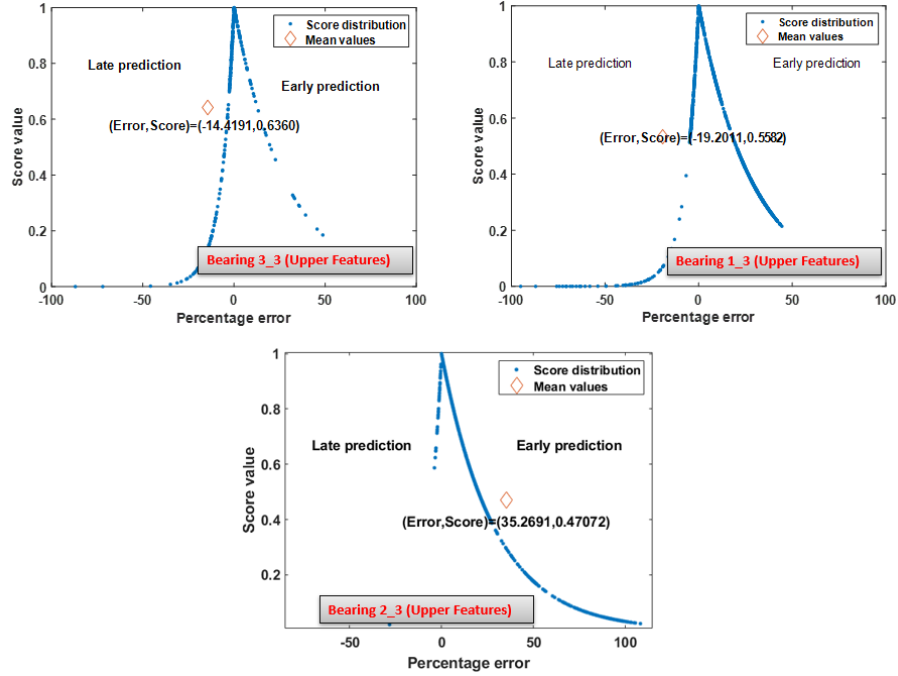 1
Score distribution
Mean values
Late prediction
Early prediction
0.8
0.6
(Error,Score)=(-14.4191,0.6360)
Score value
0.4
0.2
Bearing 3_3 (Upper Features)
0
-100
-50
0
50
100
Percentage error
1
Score distribution
Mean values
Late prediction
Early prediction
0.8
0.6
(Error,Score)=(-19.2011,0.5582)
Score value
0.4
0.2
Bearing 1_3 (Upper Features)
0
-100
-50
0
50
100
Percentage error
1
Score distribution
Mean values
0.8
Late prediction
Early prediction
0.6
Score value
(Error,Score)=(35.2691,0.47072)
0.4
0.2
Bearing 2_3 (Upper Features)
-50
0
50
100
Percentage error